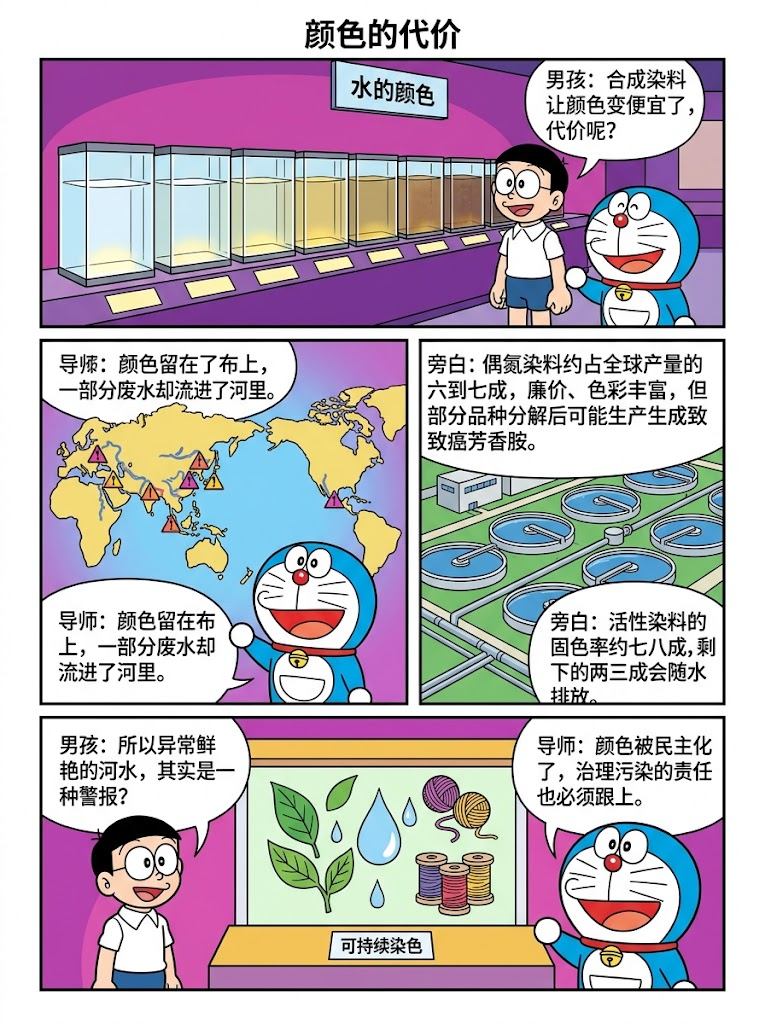 颜色的代价
水的颜色
男孩：合成染料
让颜色变便宜了，
代价呢？
导师：颜色留在了布上，
一部分废水却流进了河里。
导师：颜色留在布
上，一部分废水却
流进了河里。
旁白：偶氮染料约占全球产量的
六到七成，廉价、色彩丰富，但
部分品种分解后可能生产生成致
致癌芳香胺。
旁白：活性染料的
固色率约七八成，剩
下的两三成会随水
排放。
男孩：所以异常鲜
艳的河水，其实是一
种警报？
导师：颜色被民主化
了，治理污染的责任
也必须跟上。
可持续染色